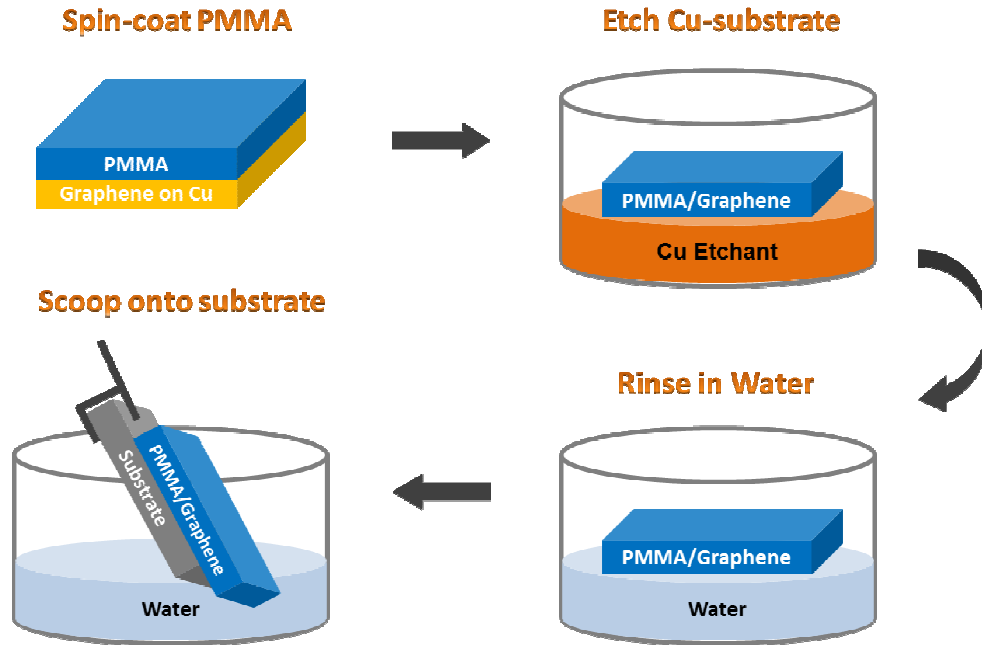 Spin-coat PMMA
PMMA
Graphene on Cu
Etch Cu-substrate
PMMA/Graphene
Cu Etchant
Rinse in Water
PMMA/Graphene
Water
Scoop onto substrate
Substrate
PMMA/Graphene
Water